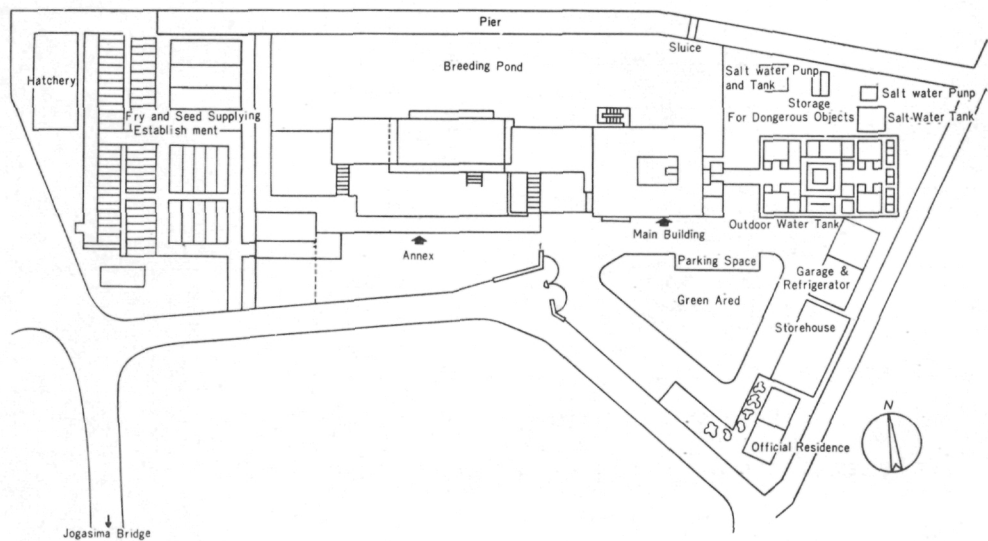 Pier
Sluice
Breeding Pond
Hatchery
Salt water Punp
and Tank
Storage
For Dongerous Objects
Salt water Punp
Salt-Water Tank
Fry and Seed Supplying
Establish ment
Outdoor Water Tank
Main Building
Annex
Parking Space
Green Ared
Garage &
Refrigerator
Storehouse
N
Official Residence
Jogasima Bridge